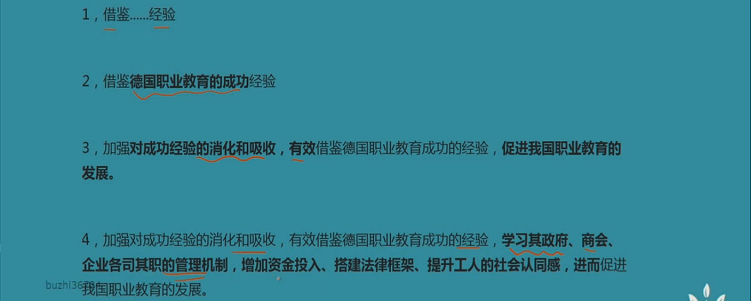 1，借鉴……经验
2，借鉴德国职业教育的成功经验
3，加强对成功经验的消化和吸收，有效借鉴德国职业教育成功的经验，促进我国职业教育的
发展。
4，加强对成功经验的消化和吸收，有效借鉴德国职业教育成功的经验，学习其政府、商会、
企业各司其职的管理机制，增加资金投入、搭建法律框架、提升工人的社会认同感，进而促进
我国职业教育的发展。